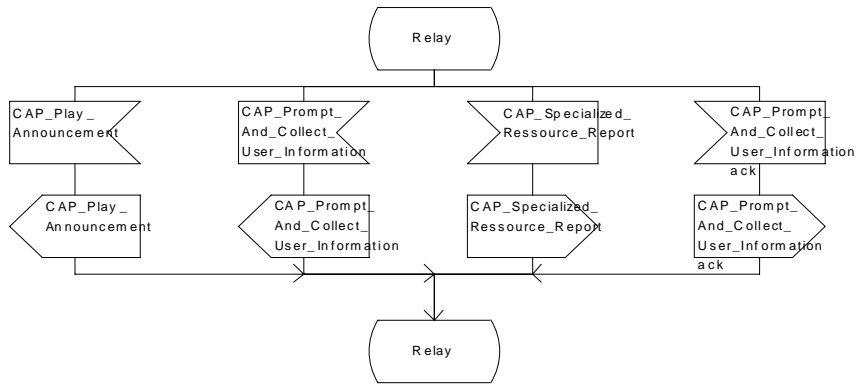 Relay
CAP_Play_
Announcement
CAP_Prompt_
And_Collect_
User_Information
CAP_Specialized_
Ressource_Report
CAP_Prompt_
And_Collect_
User_Information
ack
CAP_Play_
Announcement
CAP_Prompt_
And_Collect_
User_Information
CAP_Specialized_
Ressource_Report
CAP_Prompt_
And_Collect_
User_Information
ack
Relay